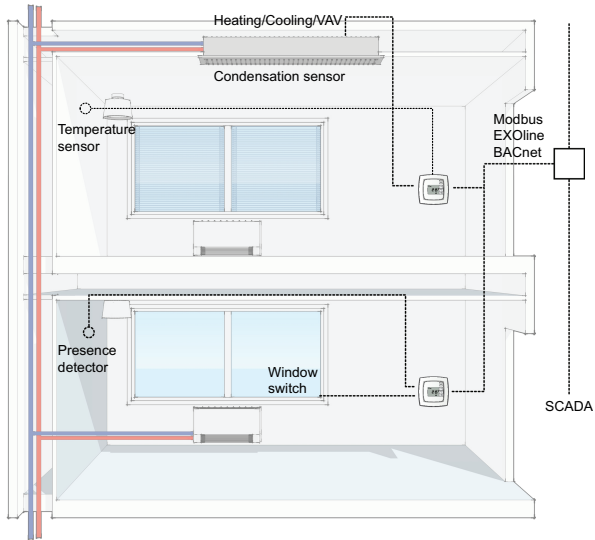 Heating/Cooling/VAV
Condensation sensor
Temperature
sensor
Modbus
EXOline
BACnet
Presence
detector
Window
switch
SCADA